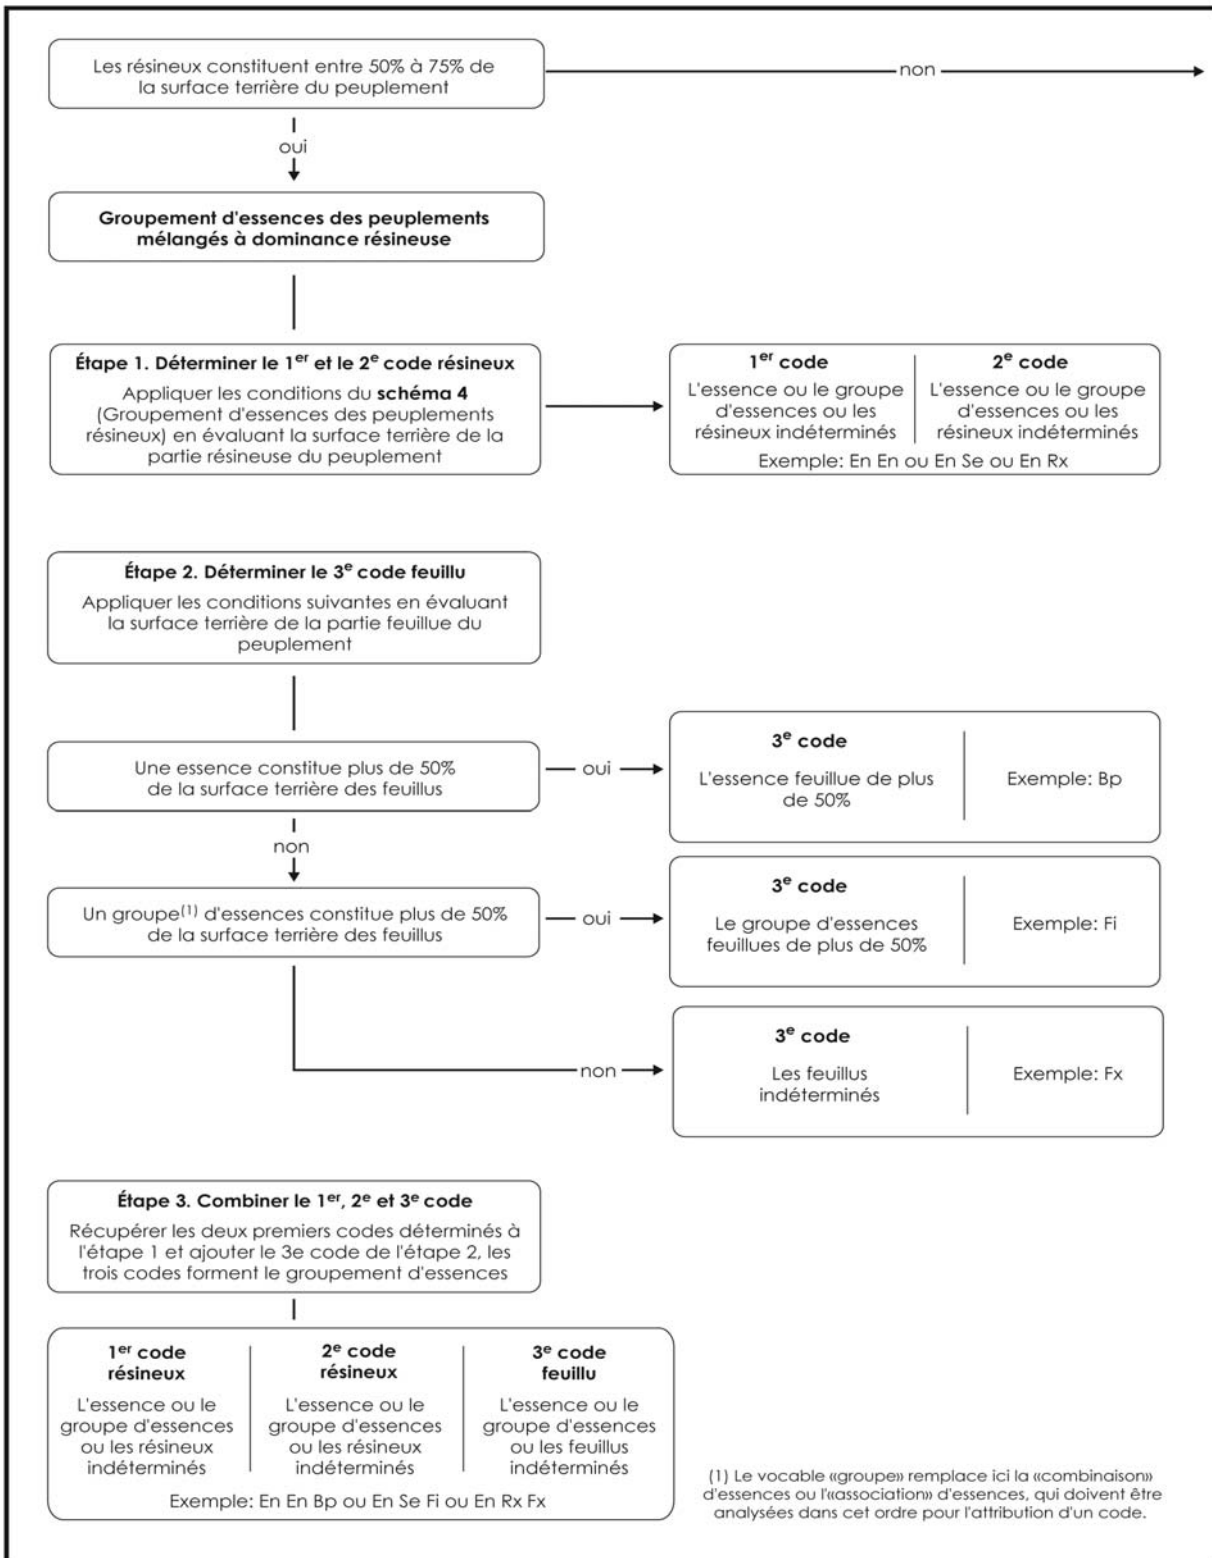 Les résineux constituent entre 50% à 75% de
la surface terrière du peuplement
non
oui
Groupement d'essences des peuplements
mélangés à dominance résineuse
Étape 1. Déterminer le 1er et le 2e code résineux
Appliquer les conditions du schéma 4
(Groupement d'essences des peuplements
résineux) en évaluant la surface terrière de la
partie résineuse du peuplement
1er code
L'essence ou le groupe
d'essences ou les
résineux indéterminés
2e code
L'essence ou le groupe
d'essences ou les
résineux indéterminés
Exemple: En En ou En Se ou En Rx
Étape 2. Déterminer le 3e code feuillu
Appliquer les conditions suivantes en évaluant
la surface terrière de la partie feuillue du
peuplement
Une essence constitue plus de 50%
de la surface terrière des feuillus
oui
3e code
L'essence feuillue de plus
de 50%
Exemple: Bp
non
Un groupe(1) d'essences constitue plus de 50%
de la surface terrière des feuillus
oui
3e code
Le groupe d'essences
feuillues de plus de 50%
Exemple: Fi
non
3e code
Les feuillus
indéterminés
Exemple: Fx
Étape 3. Combiner le 1er, 2e et 3e code
Récupérer les deux premiers codes déterminés à
l'étape 1 et ajouter le 3e code de l'étape 2, les
trois codes forment le groupement d'essences
1er code
résineux
L'essence ou le
groupe d'essences
ou les résineux
indéterminés
2e code
résineux
L'essence ou le
groupe d'essences
ou les résineux
indéterminés
3e code
feuillu
L'essence ou le
groupe d'essences
ou les feuillus
indéterminés
Exemple: En En Bp ou En Se Fi ou En Rx Fx
(1) Le vocable «groupe» remplace ici la «combinaison»
d'essences ou l'«association» d'essences, qui doivent être
analysées dans cet ordre pour l'attribution d'un code.